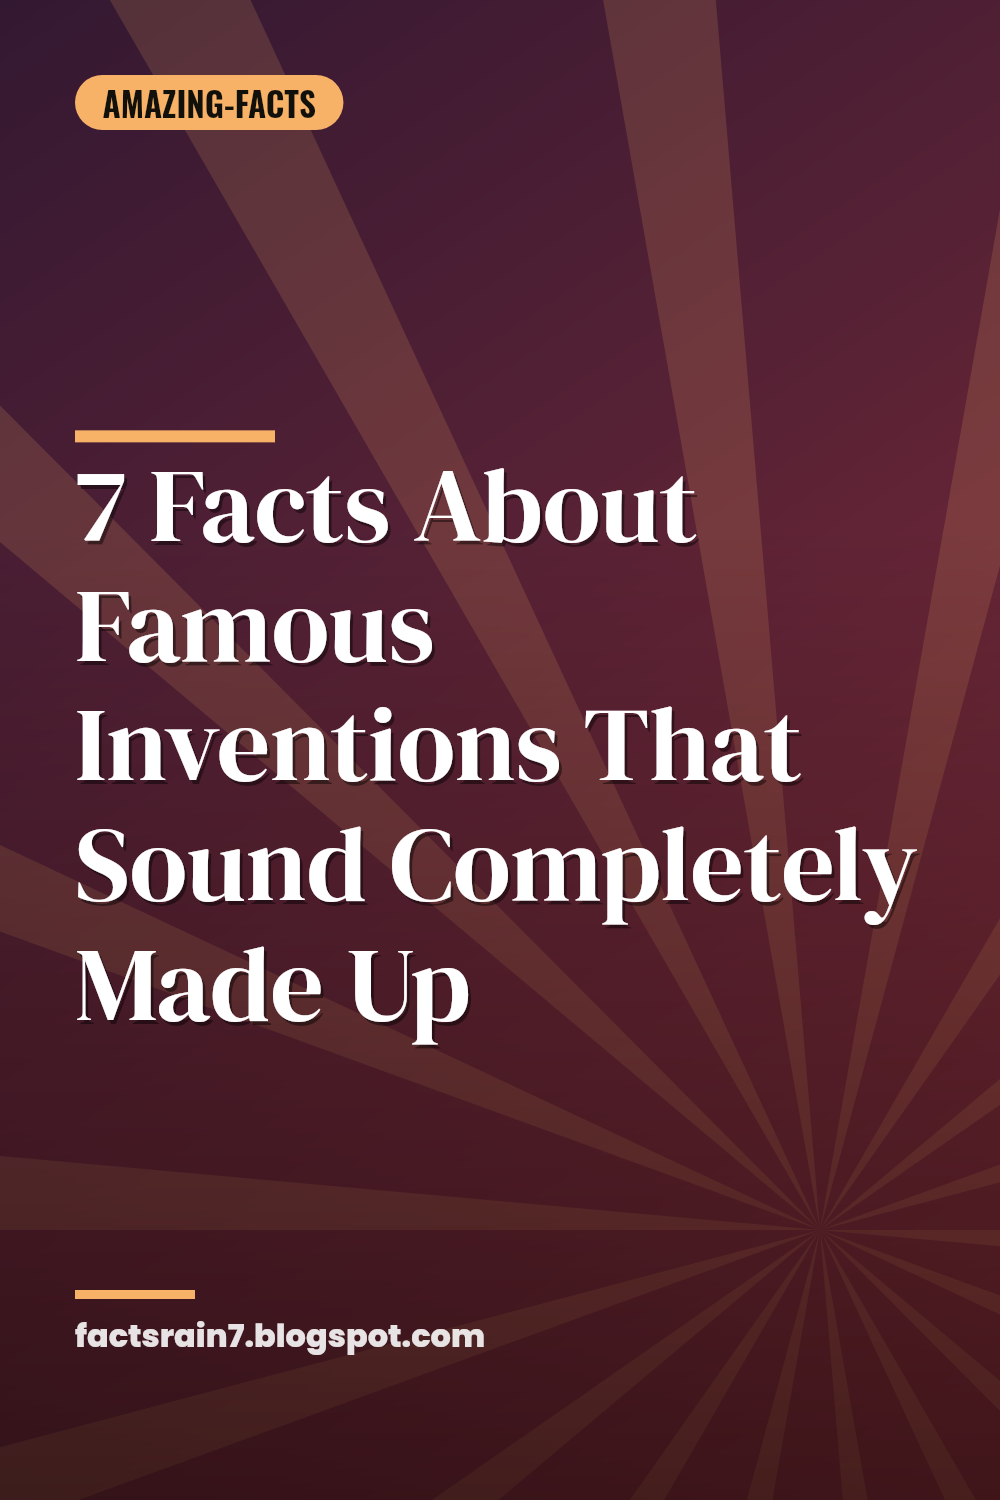 AMAZING-FACTS
7 Facts About
Famous
Inventions That
Sound Completely
Made Up
factsrain7.blogspot.com